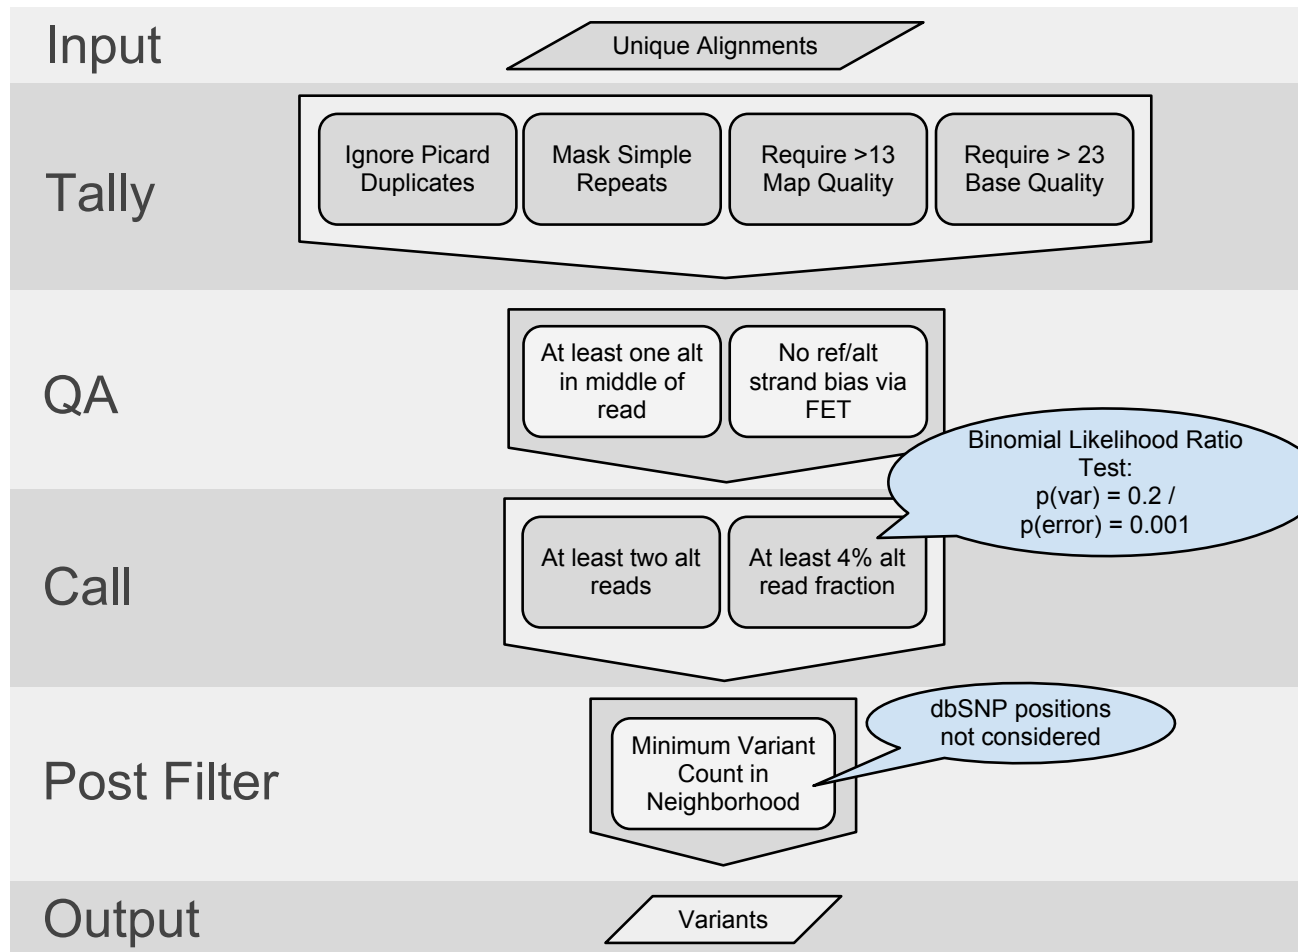 Input
Unique Alignments
Tally
Ignore Picard
Duplicates
Mask Simple
Repeats
Require >13
Map Quality
Require > 23
Base Quality
QA
At least one alt
in middle of
read
No ref/alt
strand bias via
FET
Binomial Likelihood Ratio
Test:
p(var) = 0.2 /
p(error) = 0.001
Call
At least two alt
reads
At least 4% alt
read fraction
Post Filter
Minimum Variant
Count in
Neighborhood
dbSNP positions
not considered
Output
Variants